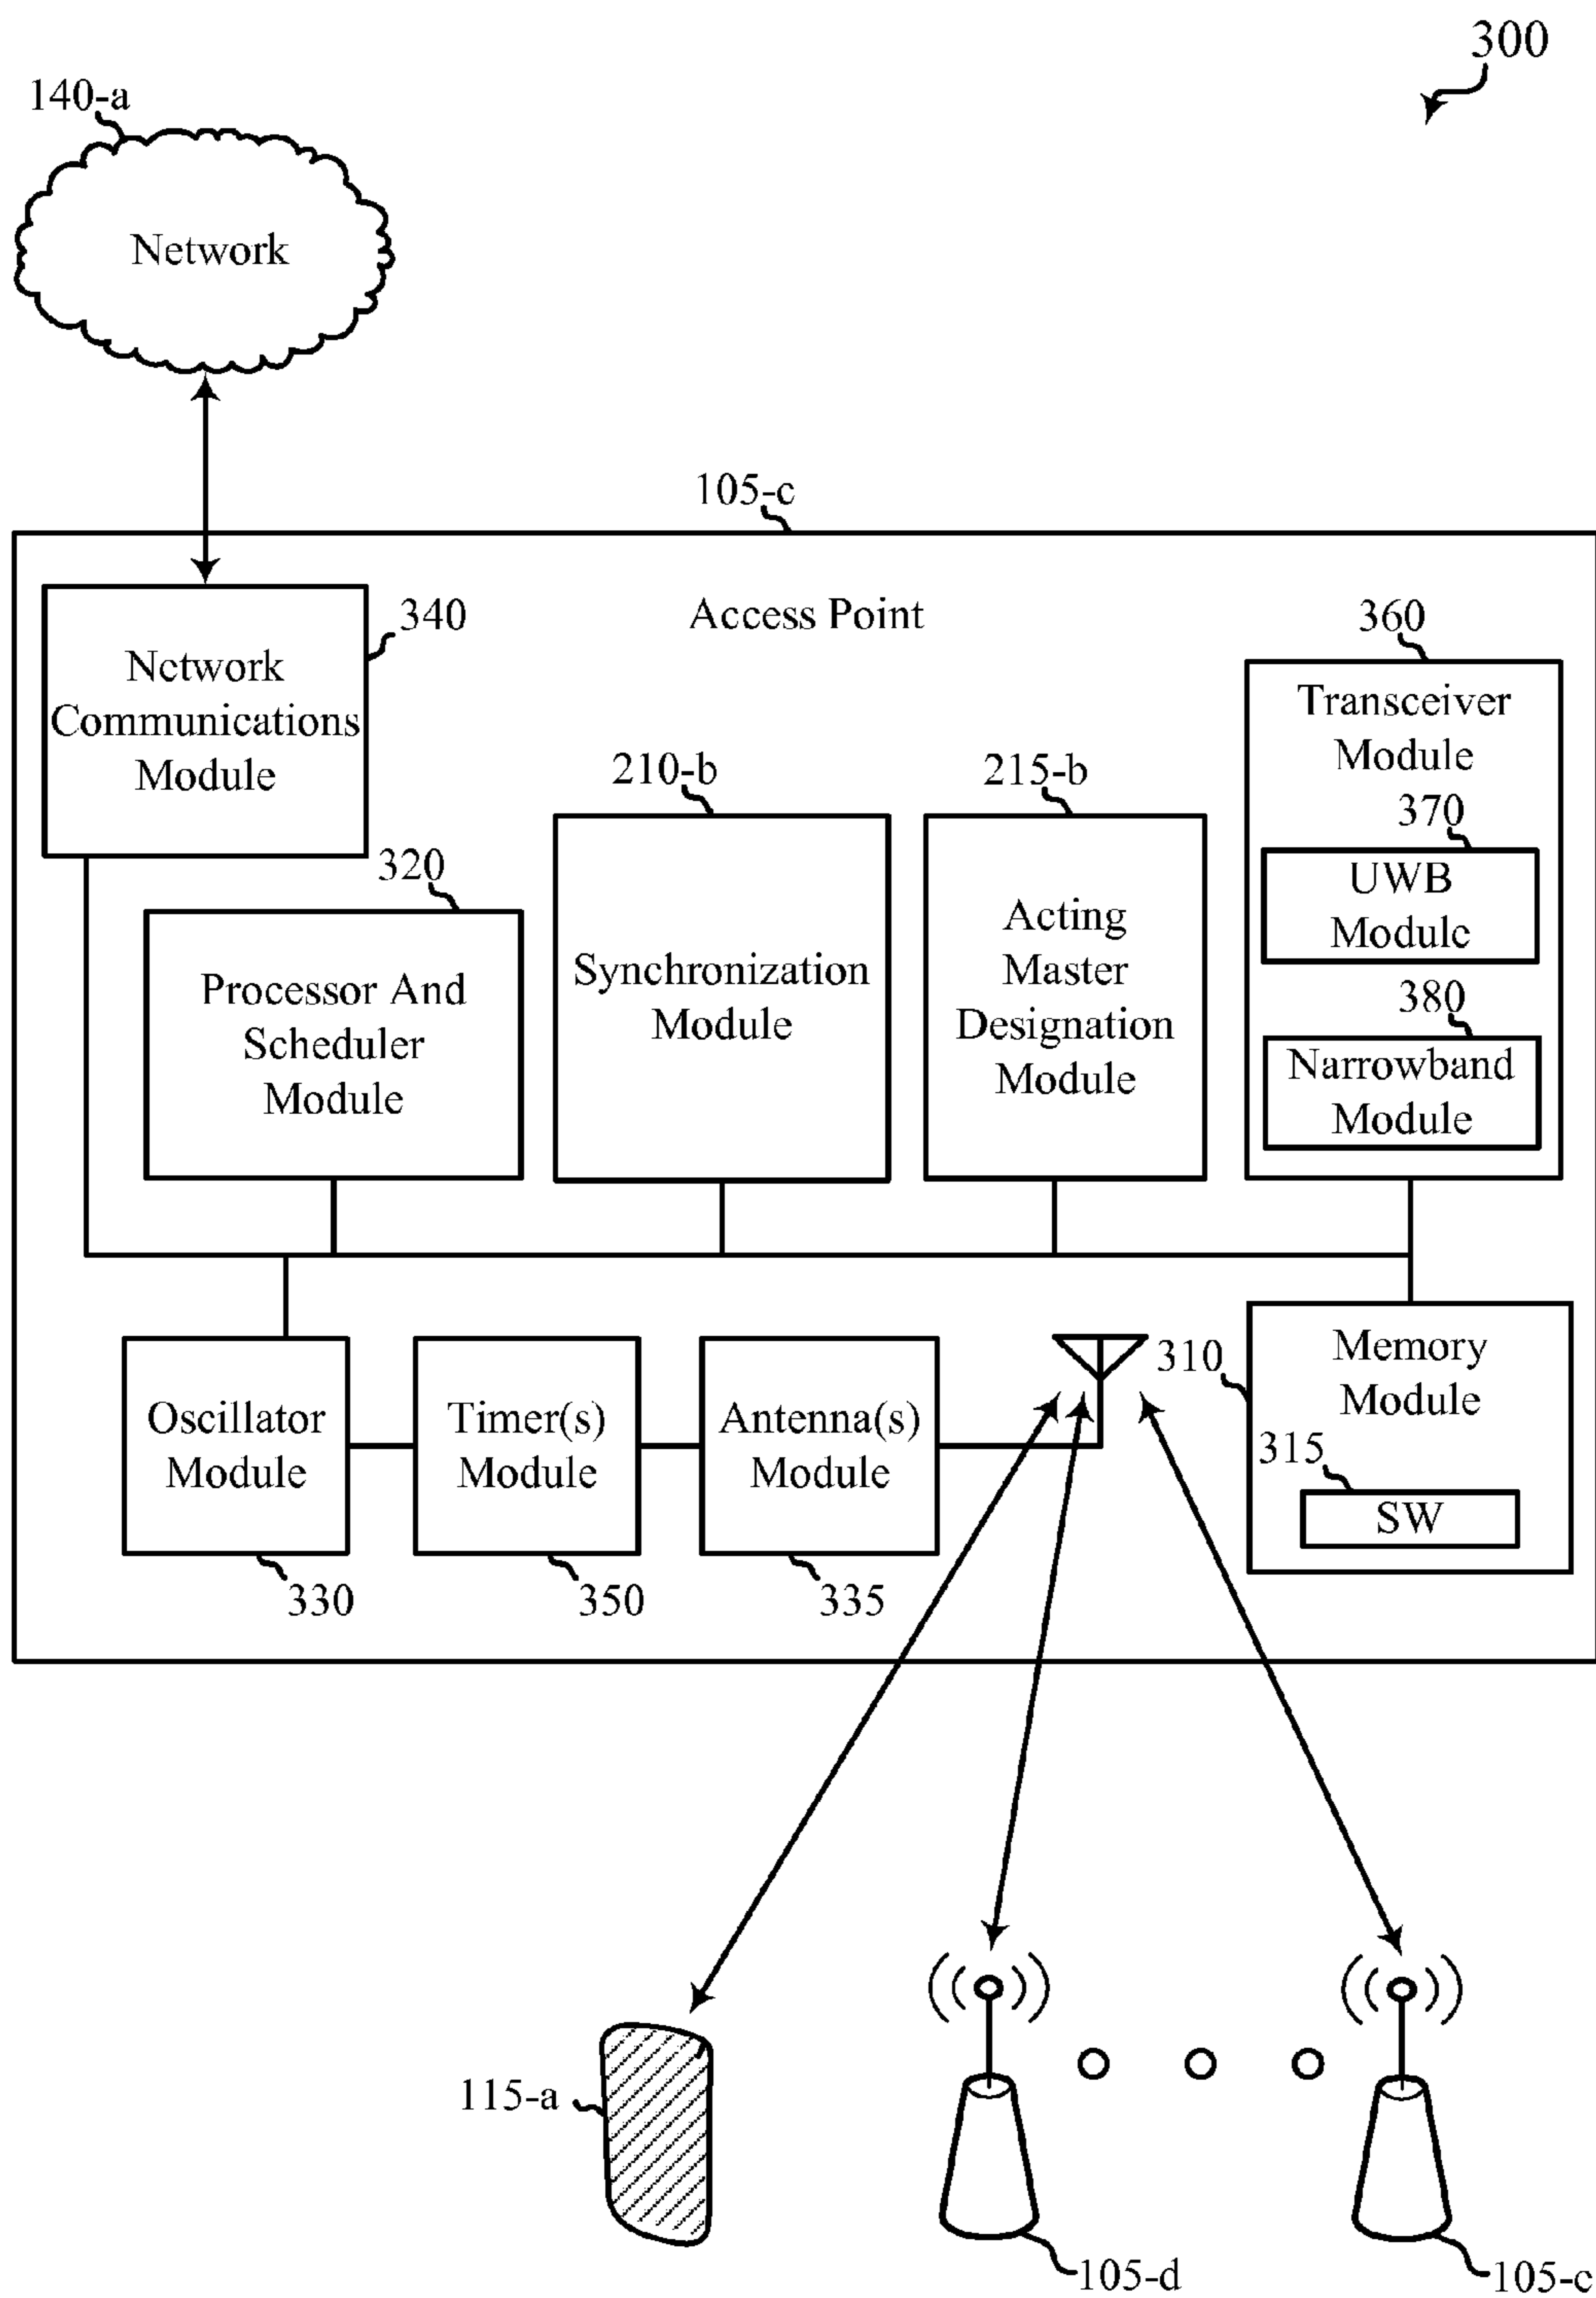 300
140-a
Network
105-c
Access Point
340
Network
Communications
Module
360
Transceiver
Module
370
UWB
Module
380
Narrowband
Module
210-b
Synchronization
Module
215-b
Acting
Master
Designation
Module
320
Processor And
Scheduler
Module
Oscillator
Module
330
Timer(s)
Module
350
Antenna(s)
Module
335
310
Memory
Module
315
SW
115-a
105-d
105-c